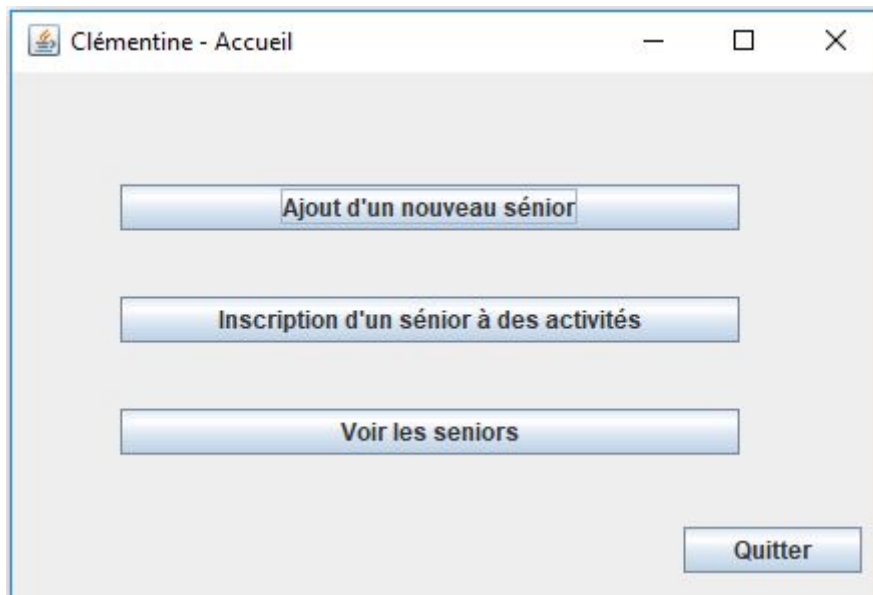 Clémentine - Accueil
Ajout d'un nouveau sénior
Inscription d'un sénior à des activités
Voir les seniors
Quitter